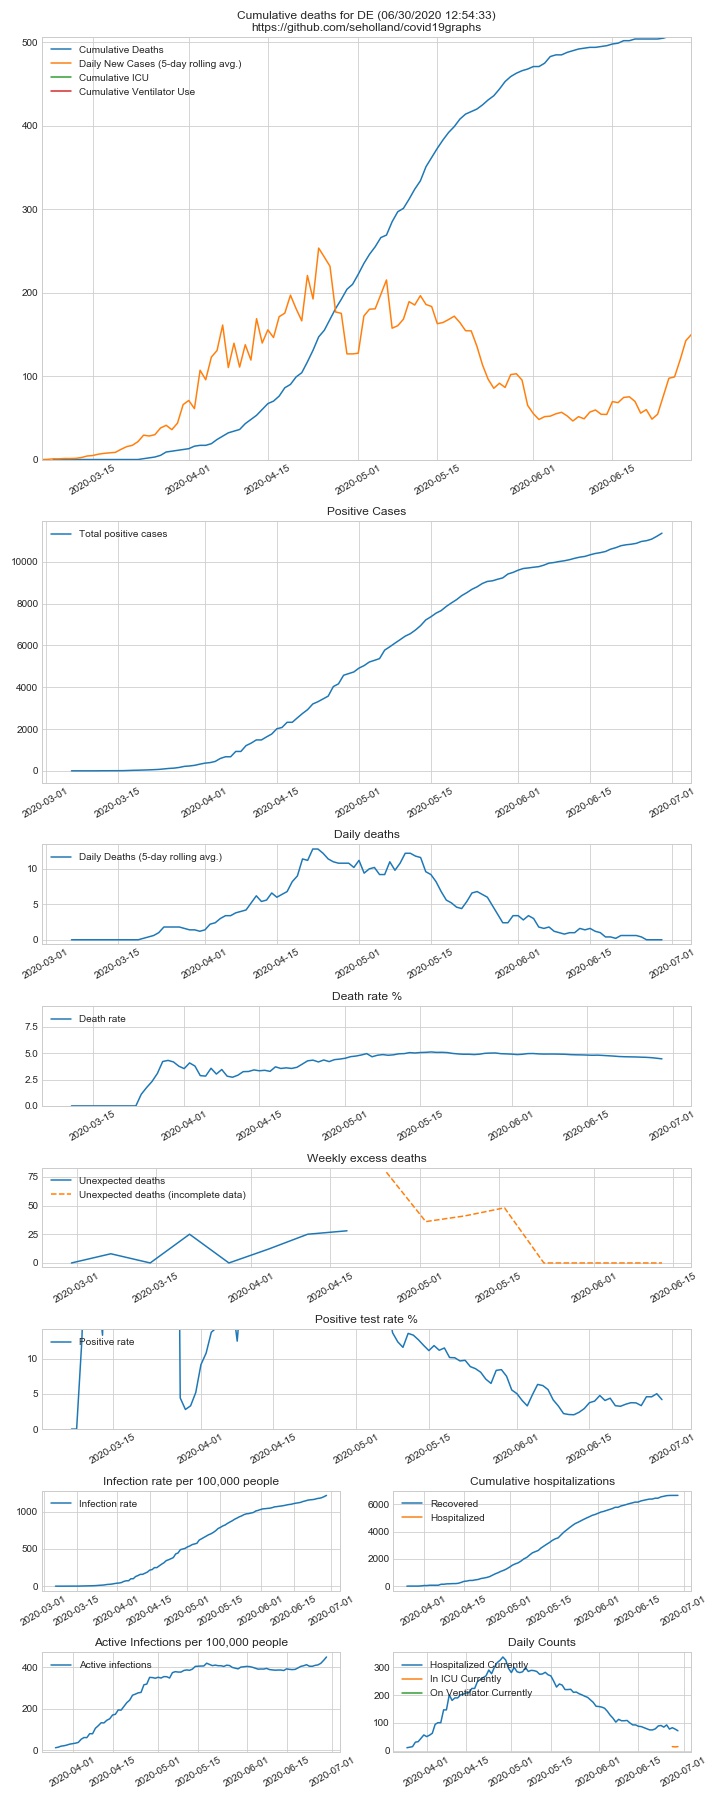 Cumulative deaths for DE (06/30/2020 12:54:33)
https://github.com/seholland/covid19graphs
500
400
300
200
100
0
Cumulative Deaths
Daily New Cases (5-day rolling avg.)
Cumulative ICU
Cumulative Ventilator Use
2020-03-15 2020-04-01 2020-04-15 2020-05-01 2020-05-15 2020-06-01 2020-06-15
Positive Cases
Total positive cases
10000
8000
6000
4000
2000
0
2020-03-01 2020-03-15 2020-04-01 2020-04-15 2020-05-01 2020-05-15 2020-06-01 2020-06-15 2020-07-01
Daily deaths
Daily Deaths (5-day rolling avg.)
10
5
0
2020-03-01 2020-03-15 2020-04-01 2020-04-15 2020-05-01 2020-05-15 2020-06-01 2020-06-15 2020-07-01
Death rate %
Death rate
7.5
5.0
2.5
0.0
2020-03-15 2020-04-01 2020-04-15 2020-05-01 2020-05-15 2020-06-01 2020-06-15 2020-07-01
Weekly excess deaths
Unexpected deaths
Unexpected deaths (incomplete data)
75
50
25
0
2020-03-01 2020-03-15 2020-04-01 2020-04-15 2020-05-01 2020-05-15 2020-06-01 2020-06-15
Positive test rate %
Positive rate
10
5
0
2020-03-15 2020-04-01 2020-04-15 2020-05-01 2020-05-15 2020-06-01 2020-06-15 2020-07-01
Infection rate per 100,000 people
Infection rate
1000
500
0
2020-03-01 2020-03-15 2020-04-01 2020-04-15 2020-05-01 2020-05-15 2020-06-01 2020-06-15 2020-07-01
Cumulative hospitalizations
Recovered
Hospitalized
6000
4000
2000
0
2020-04-01 2020-04-15 2020-05-01 2020-05-15 2020-06-01 2020-06-15 2020-07-01
Active Infections per 100,000 people
Active infections
400
200
0
2020-04-01 2020-04-15 2020-05-01 2020-05-15 2020-06-01 2020-06-15 2020-07-01
Daily Counts
Hospitalized Currently
In ICU Currently
On Ventilator Currently
300
200
100
0
2020-04-01 2020-04-15 2020-05-01 2020-05-15 2020-06-01 2020-06-15 2020-07-01